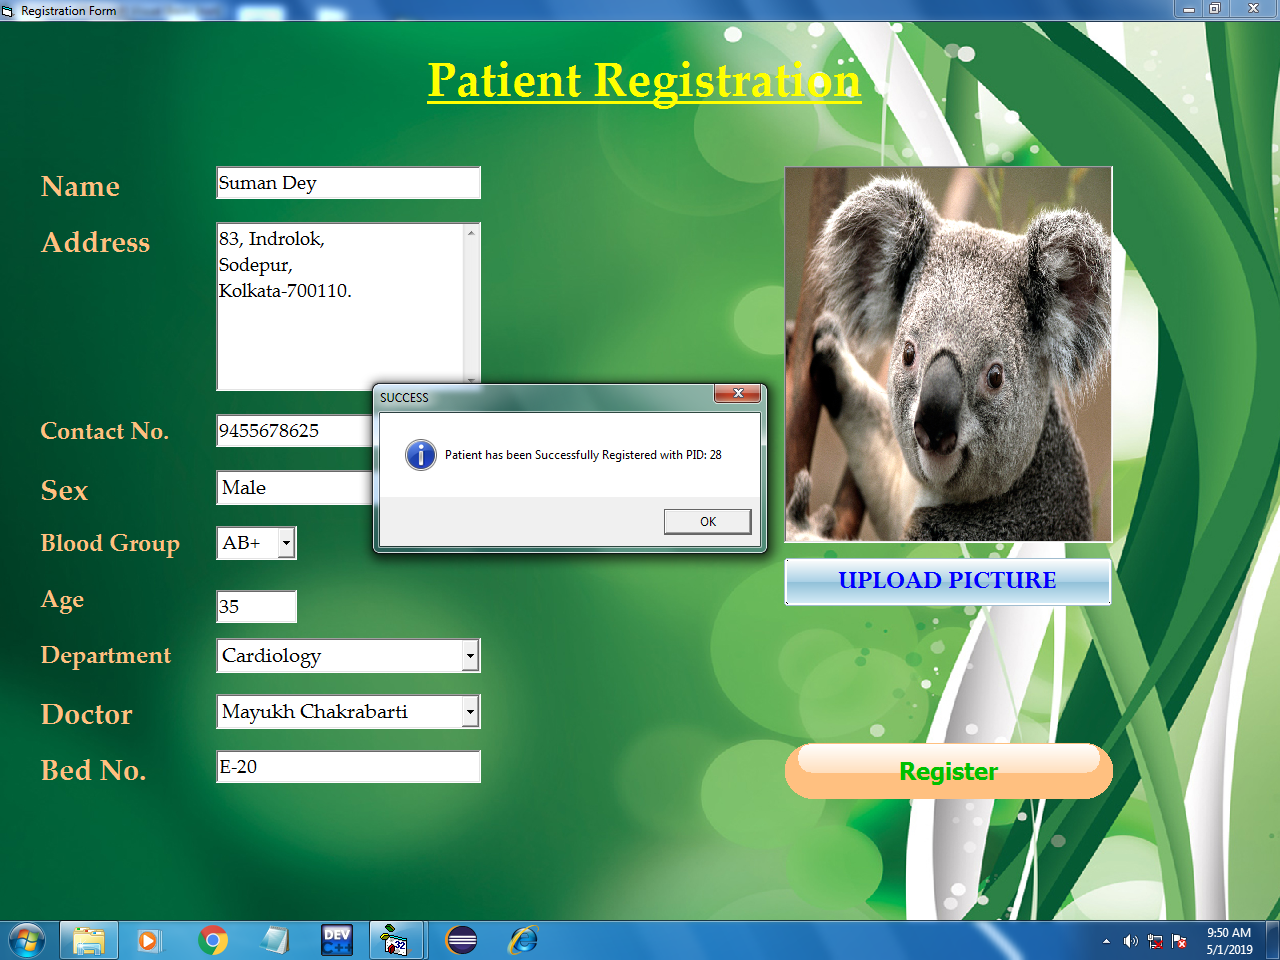 Registration Form
Patient Registration
Name
Suman Dey
Address
83, Indrolok,
Sodepur,
Kolkata-700110.
Contact No.
9455678625
Sex
Male
Blood Group
AB+
Age
35
Department
Cardiology
Doctor
Mayukh Chakrabarti
Bed No.
E-20
SUCCESS
Patient has been Successfully Registered with PID: 28
OK
UPLOAD PICTURE
Register
DEV
C++
32
9:50 AM
5/1/2019